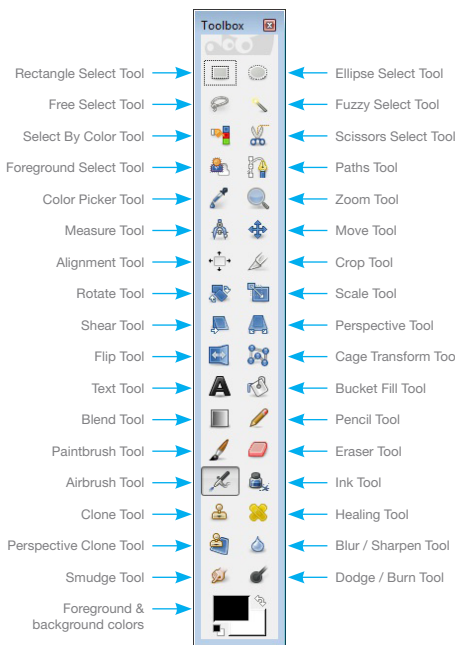 Toolbox
Rectangle Select Tool
Ellipse Select Tool
Free Select Tool
Fuzzy Select Tool
Select By Color Tool
Scissors Select Tool
Foreground Select Tool
Paths Tool
Color Picker Tool
Zoom Tool
Measure Tool
Move Tool
Alignment Tool
Crop Tool
Rotate Tool
Scale Tool
Shear Tool
Perspective Tool
Flip Tool
Cage Transform Too
Text Tool
Bucket Fill Tool
Blend Tool
Pencil Tool
Paintbrush Tool
Eraser Tool
Airbrush Tool
Ink Tool
Clone Tool
Healing Tool
Perspective Clone Tool
Blur / Sharpen Tool
Smudge Tool
Dodge / Burn Tool
Foreground &
background colors